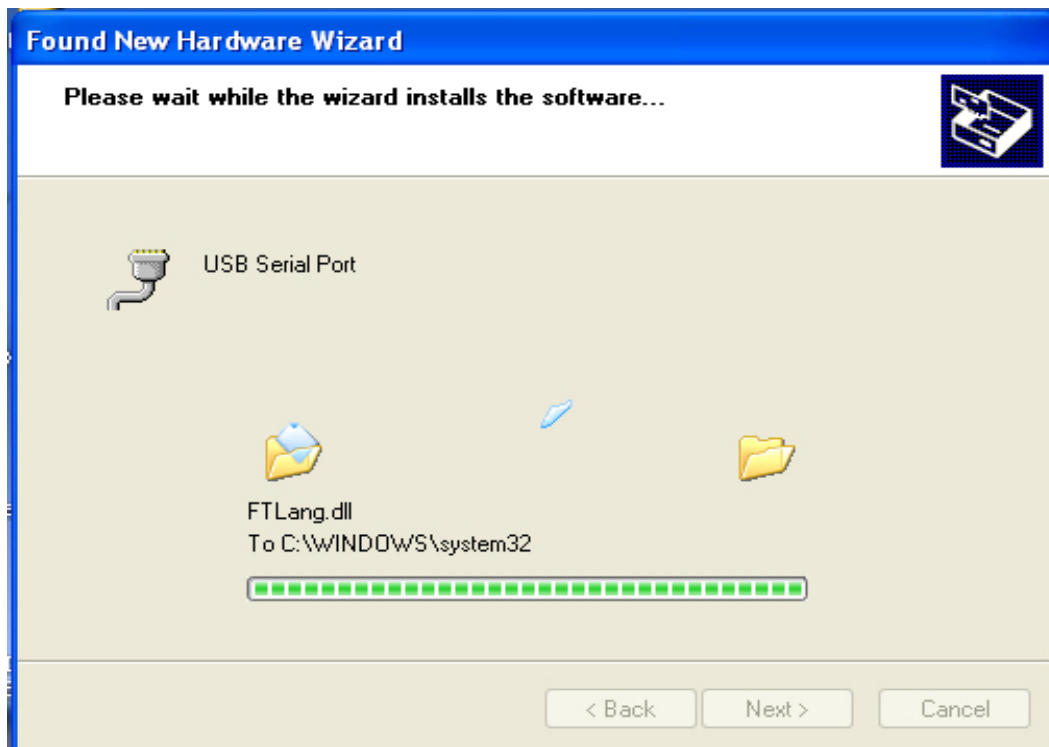 Found New Hardware Wizard
Please wait while the wizard installs the software...
USB Serial Port
FTLang.dll
To C:\WINDOWS\system32
< Back
Next >
Cancel